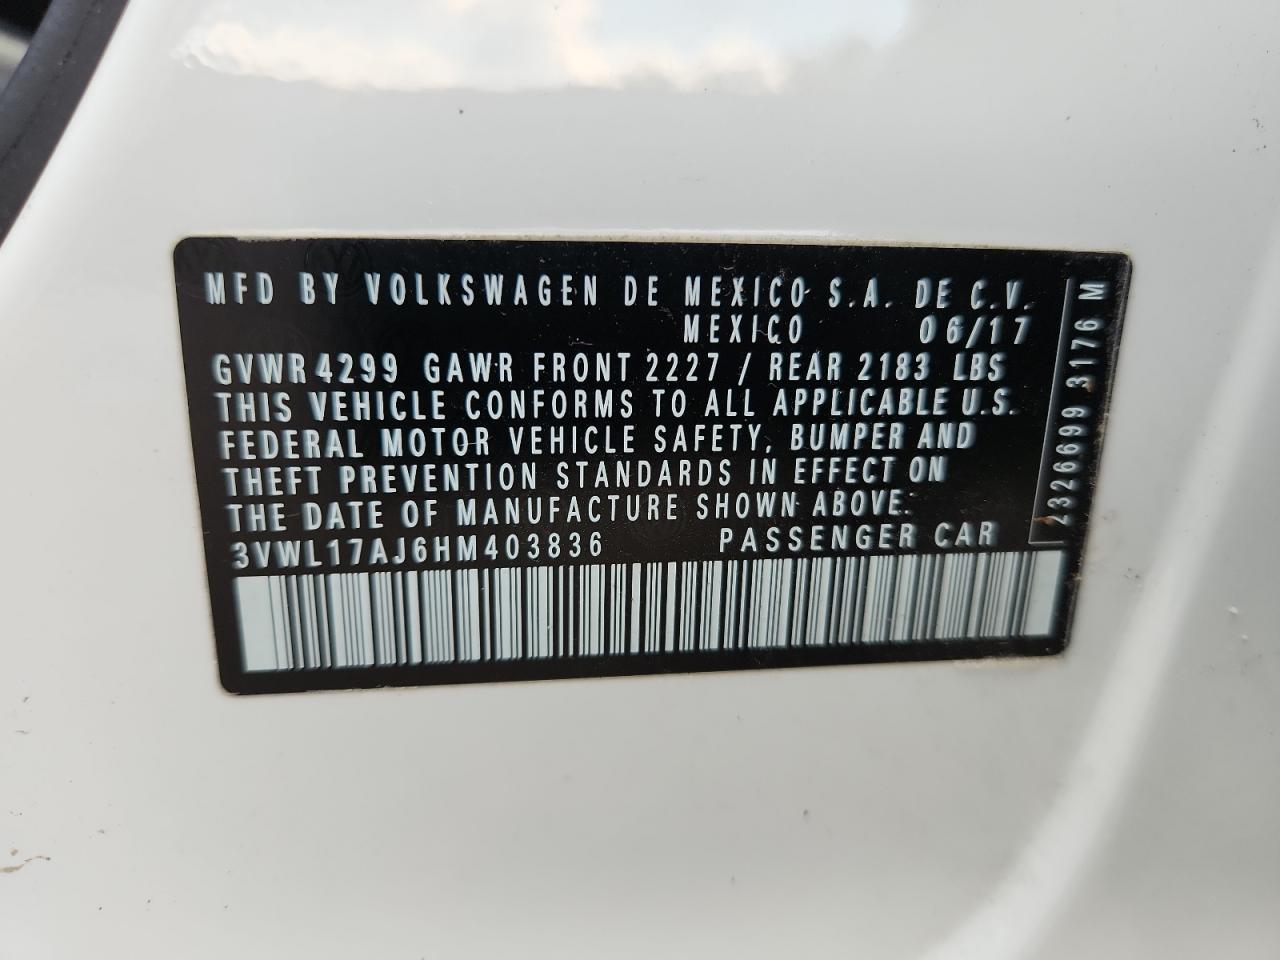 MFD BY VOLKSWAGEN DE MEXICO S.A. DE C.V.
MEXICO 06/17
GVWR 4299 GAWR FRONT 2227 / REAR 2183 LBS
THIS VEHICLE CONFORMS TO ALL APPLICABLE U.S.
FEDERAL MOTOR VEHICLE SAFETY, BUMPER AND
THEFT PREVENTION STANDARDS IN EFFECT ON
THE DATE OF MANUFACTURE SHOWN ABOVE.
3VWL17AJ6HM403836 PASSENGER CAR
2326699 3176 M